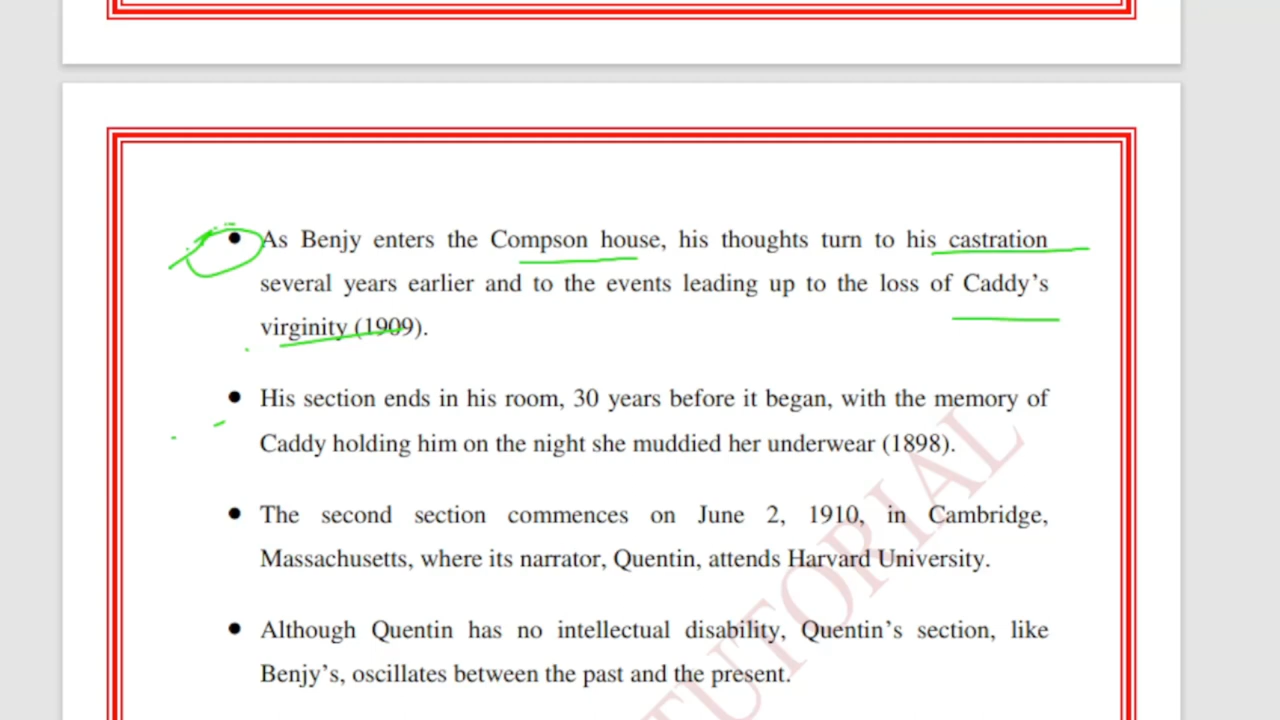 As Benjy enters the Compson house, his thoughts turn to his castration
several years earlier and to the events leading up to the loss of Caddy’s
virginity (1909).
His section ends in his room, 30 years before it began, with the memory of
Caddy holding him on the night she muddied her underwear (1898).
The second section commences on June 2, 1910, in Cambridge,
Massachusetts, where its narrator, Quentin, attends Harvard University.
Although Quentin has no intellectual disability, Quentin’s section, like
Benjy’s, oscillates between the past and the present.
TUTORIAL